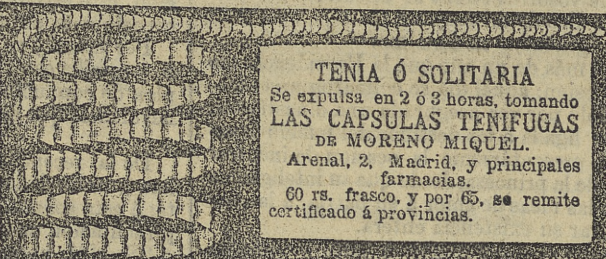 TENIA Ó SOLITARIA
Se expulsa en 2 ó 3 horas, tomando
LAS CAPSULAS TENIFUGAS
DE MORENO MIQUEL.
Arenal, 2, Madrid, y principales
farmacias.
60 rs. frasco, y por 65, se remite
certificado á provincias.